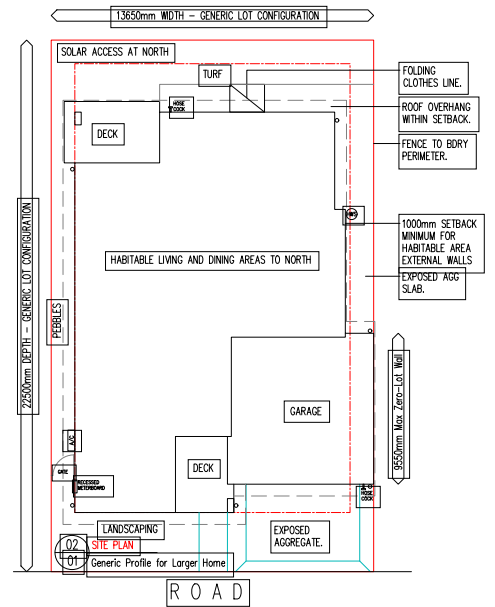 13650mm WIDTH - GENERIC LOT CONFIGURATION
SOLAR ACCESS AT NORTH
TURF
FOLDING
CLOTHES LINE.
HOSE
COCK
ROOF OVERHANG
WITHIN SETBACK.
DECK
FENCE TO BDRY
PERIMETER.
HWS
1000mm SETBACK
MINIMUM FOR
HABITABLE AREA
EXTERNAL WALLS
HABITABLE LIVING AND DINING AREAS TO NORTH
EXPOSED AGG
SLAB.
22500mm DEPTH - GENERIC LOT CONFIGURATION
PEBBLES
9550mm Max Zero-Lot Wall
GARAGE
A/C
DECK
GATE
RECESSED
METERBOARD
HOSE
COCK
LANDSCAPING
EXPOSED
AGGREGATE.
02
SITE PLAN
01
Generic Profile for Larger Home
ROAD